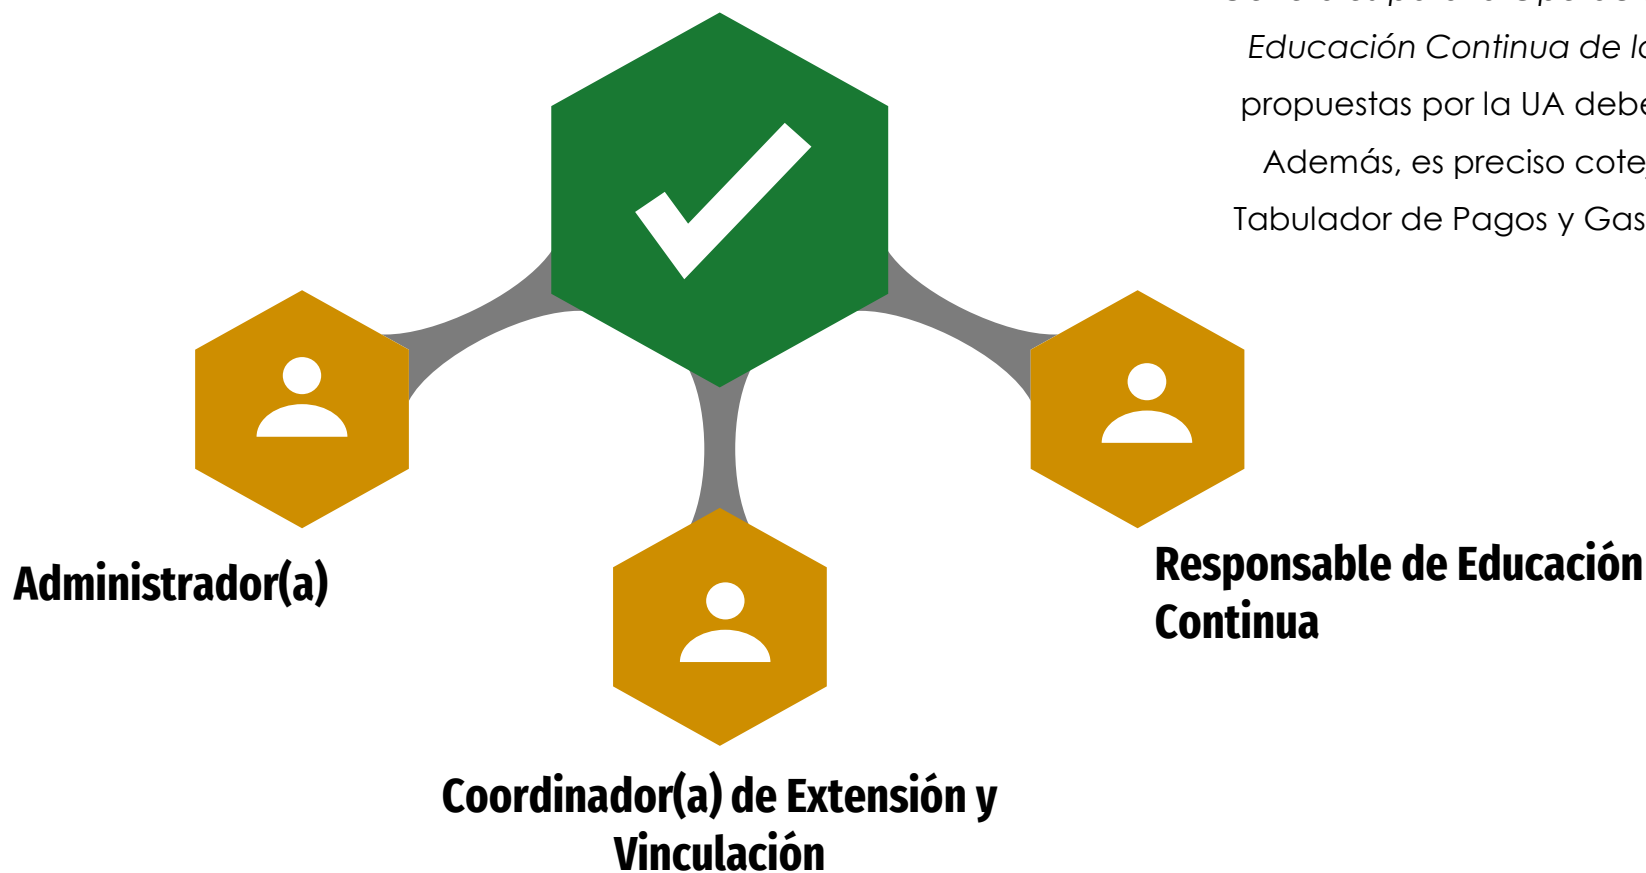 Educación Continua de la
propuestas por la UA debe
Además, es preciso cote
Tabulador de Pagos y Gas
Administrador(a)
Responsable de Educación
Continua
Coordinador(a) de Extensión y
Vinculación